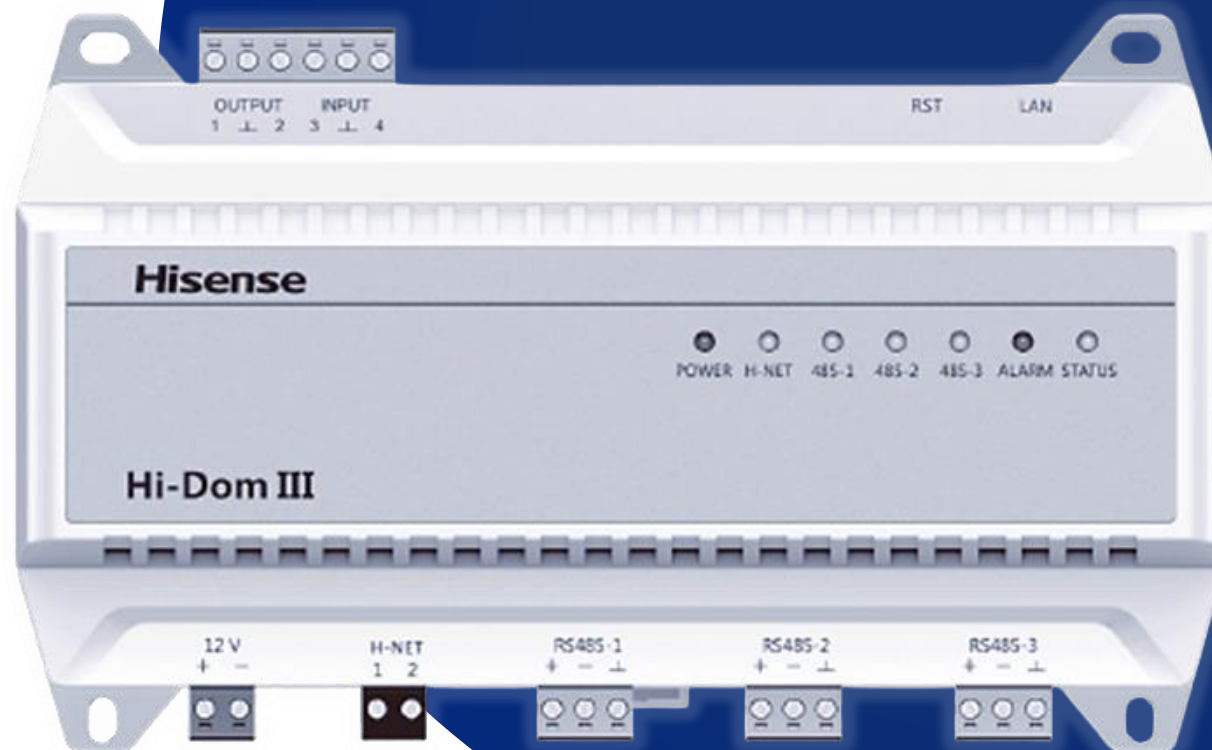 OUTPUT INPUT RST LAN
1 ⊥ 2 3 ⊥ 4
Hisense
POWER H-NET 485-1 485-2 485-3 ALARM STATUS
Hi-Dom III
12 V H-NET RS485-1 RS485-2 RS485-3
+ − 1 2 + − ⊥ + − ⊥ + − ⊥